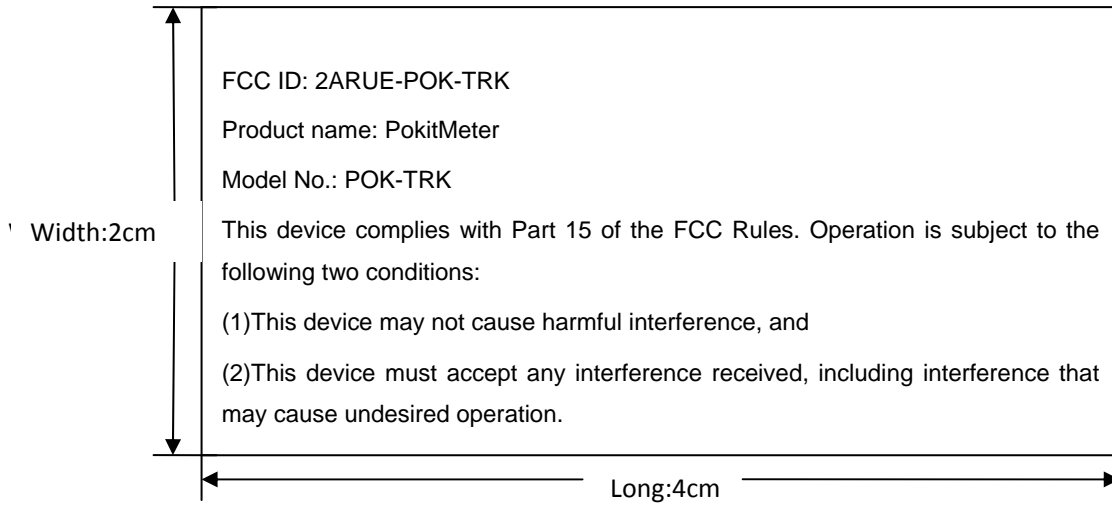 FCC ID: 2ARUE-POK-TRK
Product name: PokitMeter
Model No.: POK-TRK
Width:2cm
This device complies with Part 15 of the FCC Rules. Operation is subject to the
following two conditions:
(1)This device may not cause harmful interference, and
(2)This device must accept any interference received, including interference that
may cause undesired operation.
Long:4cm